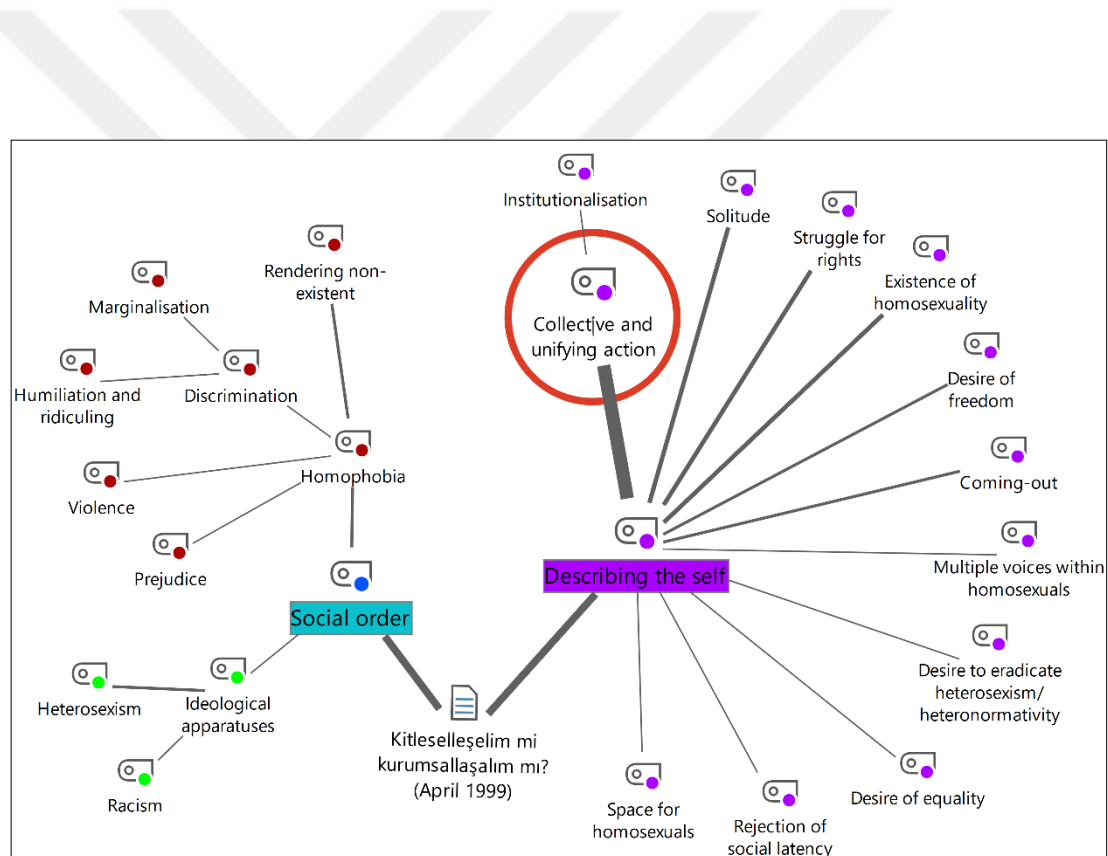 Institutionalisation
Solitude
Struggle for
rights
Existence of
homosexuality
Rendering non-
existent
Marginalisation
Collective and
unifying action
Humiliation and
ridiculing
Discrimination
Desire of
freedom
Homophobia
Coming-out
Violence
Prejudice
Describing the self
Multiple voices within
homosexuals
Social order
Desire to eradicate
heterosexism/
heteronormativity
Heterosexism
Ideological
apparatuses
Kitleselleşelim mi
kurumsallaşalım mı?
(April 1999)
Racism
Space for
homosexuals
Rejection of
social latency
Desire of equality